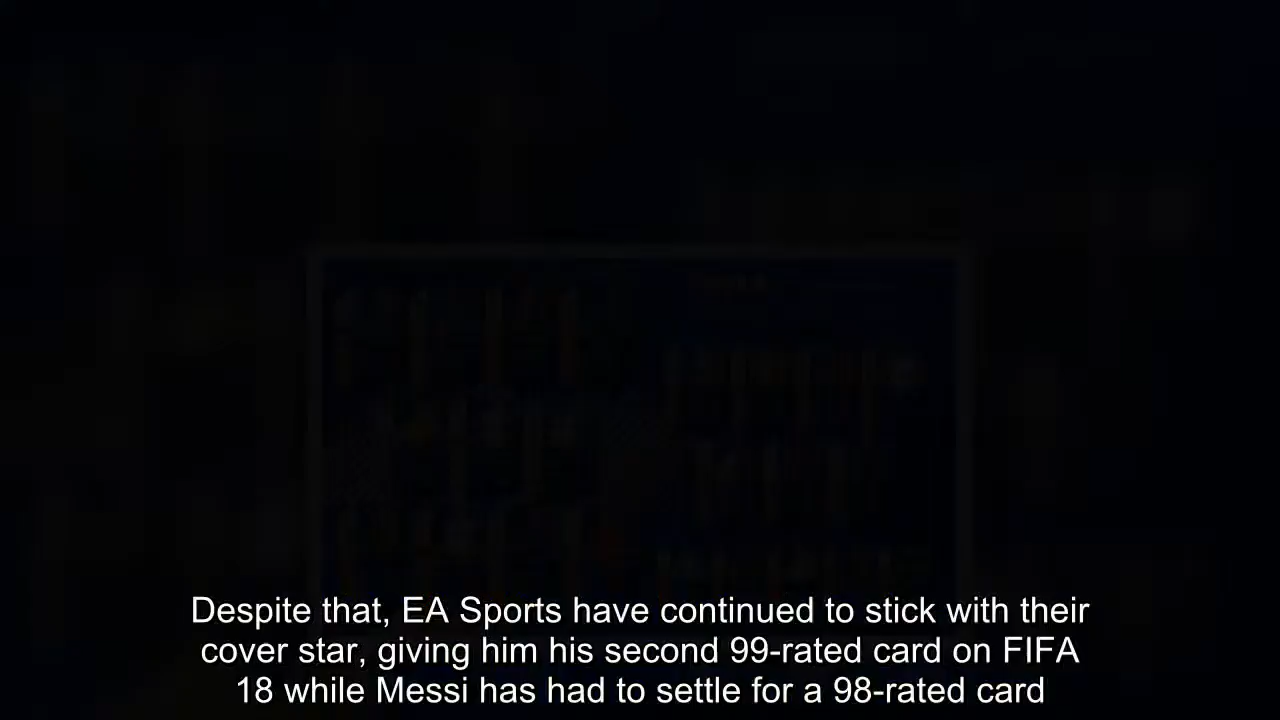 Despite that, EA Sports have continued to stick with their
cover star, giving him his second 99-rated card on FIFA
18 while Messi has had to settle for a 98-rated card